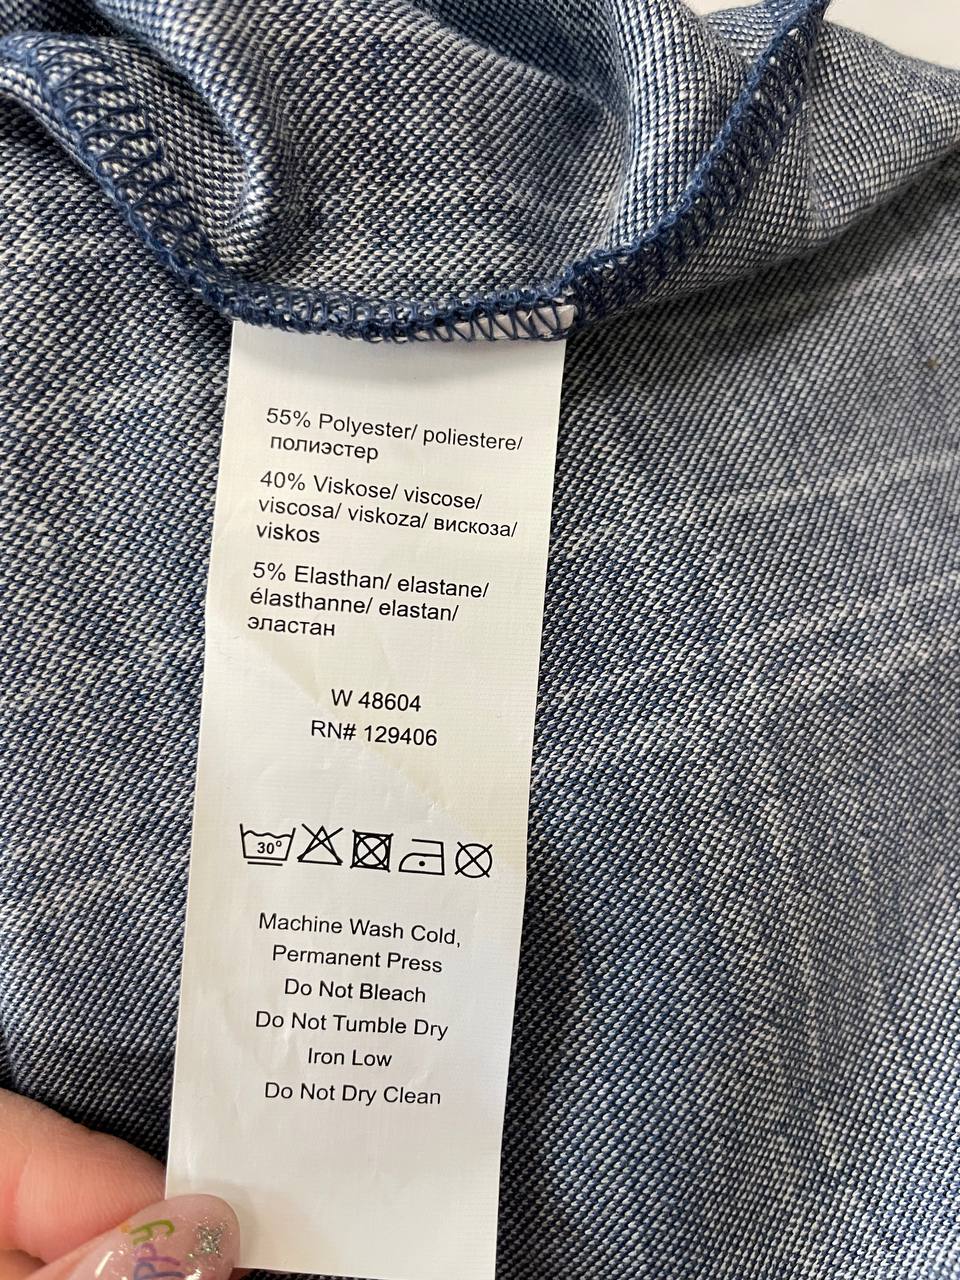 55% Polyester/ poliestere/
полиэстер
40% Viskose/ viscose/
viscosa/ viskoza/ вискоза/
viskos
5% Elasthan/ elastane/
élasthanne/ elastan/
эластан
W 48604
RN# 129406
30°
Machine Wash Cold,
Permanent Press
Do Not Bleach
Do Not Tumble Dry
Iron Low
Do Not Dry Clean